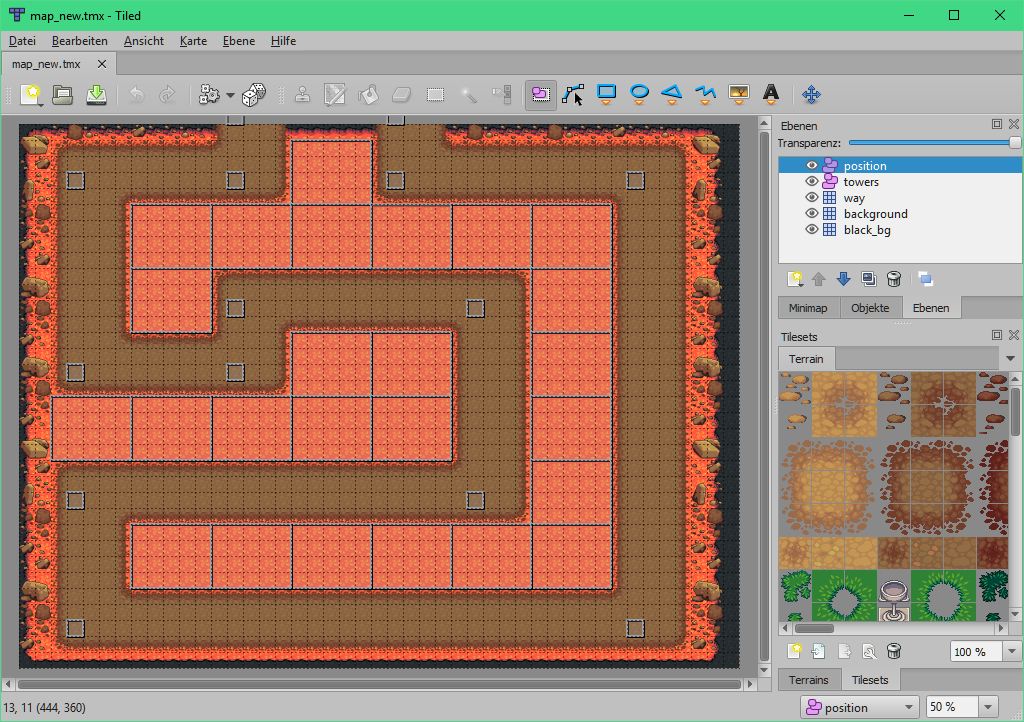 map_new.tmx - Tiled
Datei Bearbeiten Ansicht Karte Ebene Hilfe
map_new.tmx
A
Ebenen
Transparenz:
position
towers
way
background
black_bg
Minimap Objekte Ebenen
Tilesets
Terrain
100 %
Terrains Tilesets
13, 11 (444, 360)
position
50 %